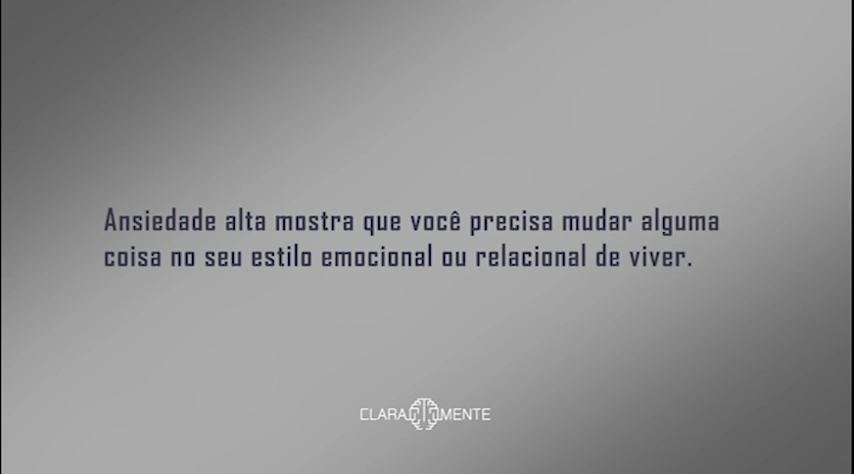 Ansiedade alta mostra que você precisa mudar alguma
coisa no seu estilo emocional ou relacional de viver.
CLARAMENTE